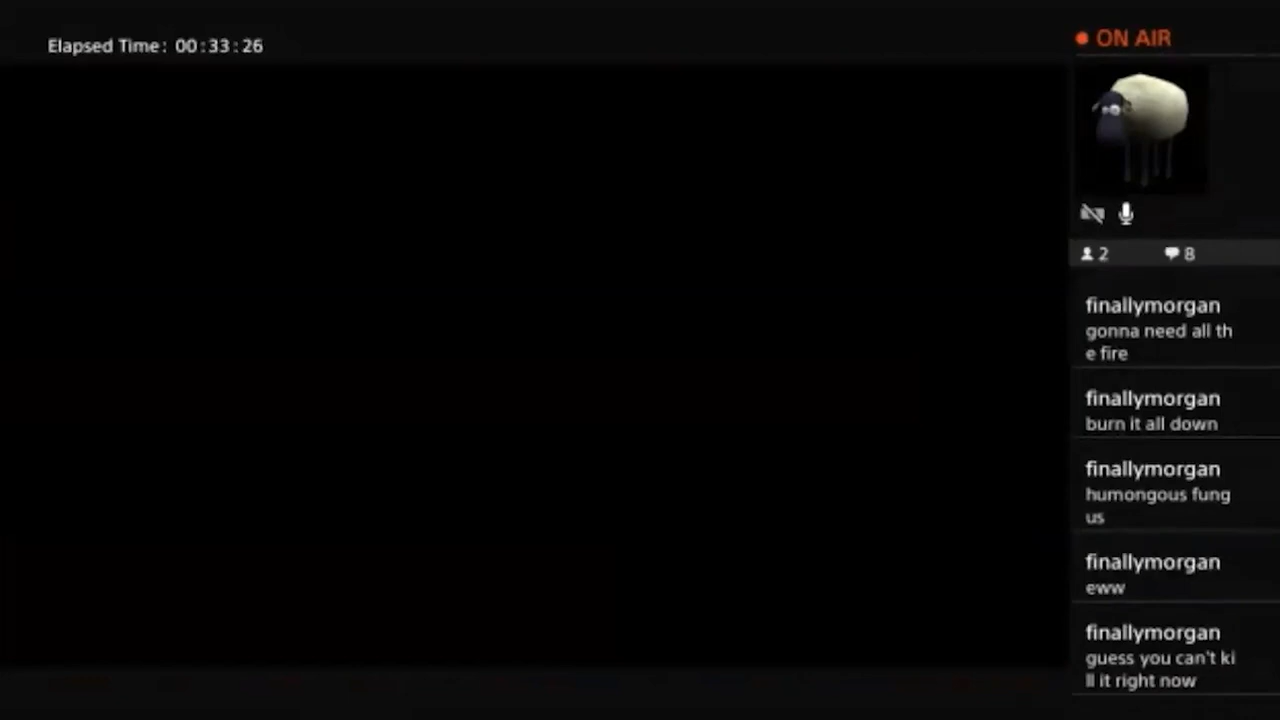 Elapsed Time: 00:33:26
ON AIR
2 8
finallymorgan
gonna need all th
e fire
finallymorgan
burn it all down
finallymorgan
humongous fung
us
finallymorgan
eww
finallymorgan
guess you can't ki
ll it right now